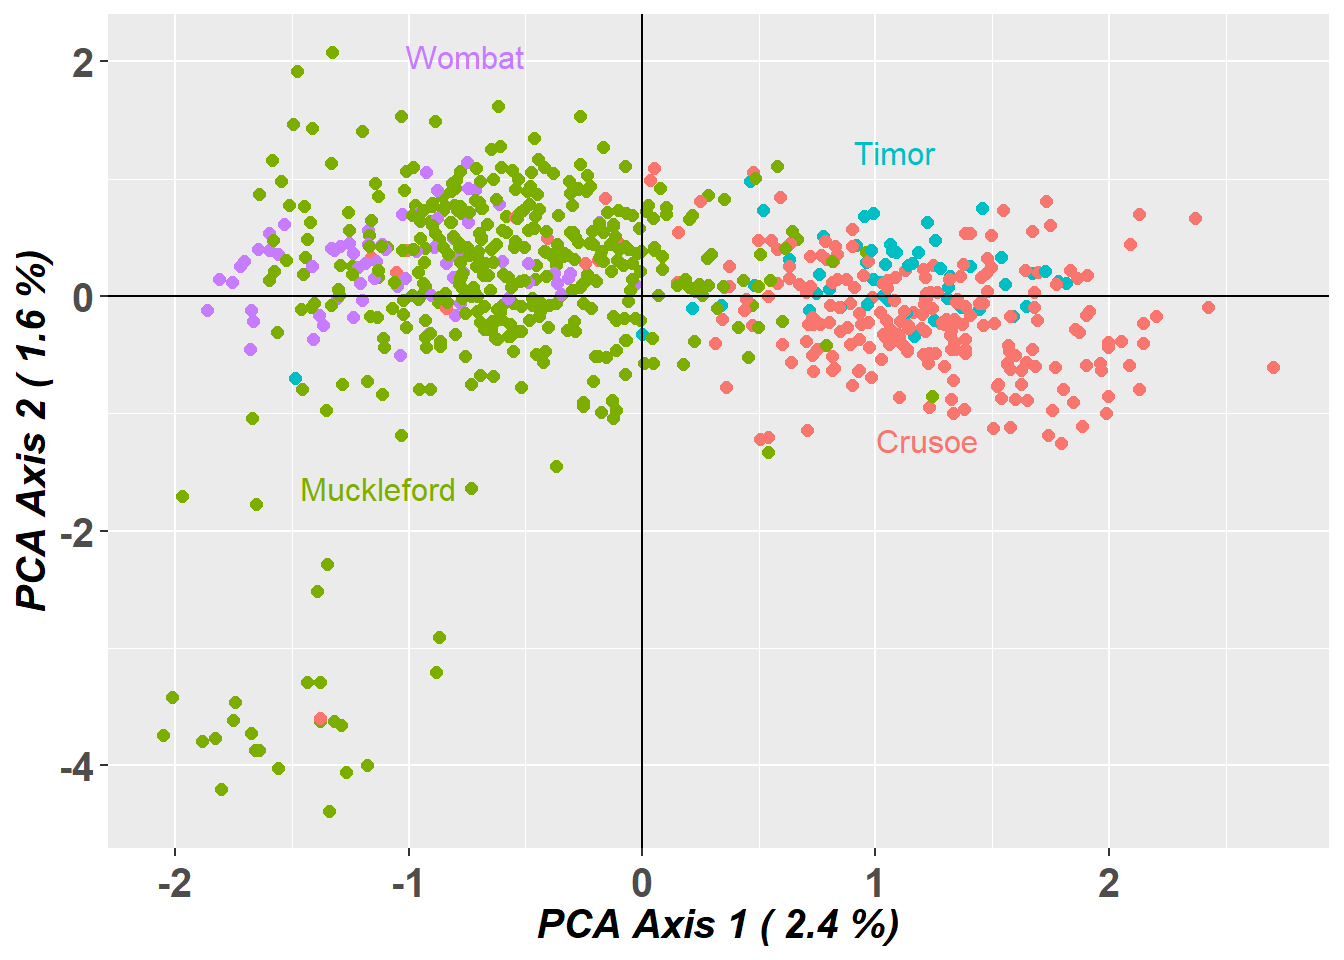 2
Wombat
Timor
0
Crusoe
Muckleford
-2
-4
PCA Axis 2 ( 1.6 %)
-2 -1 0 1 2
PCA Axis 1 ( 2.4 %)